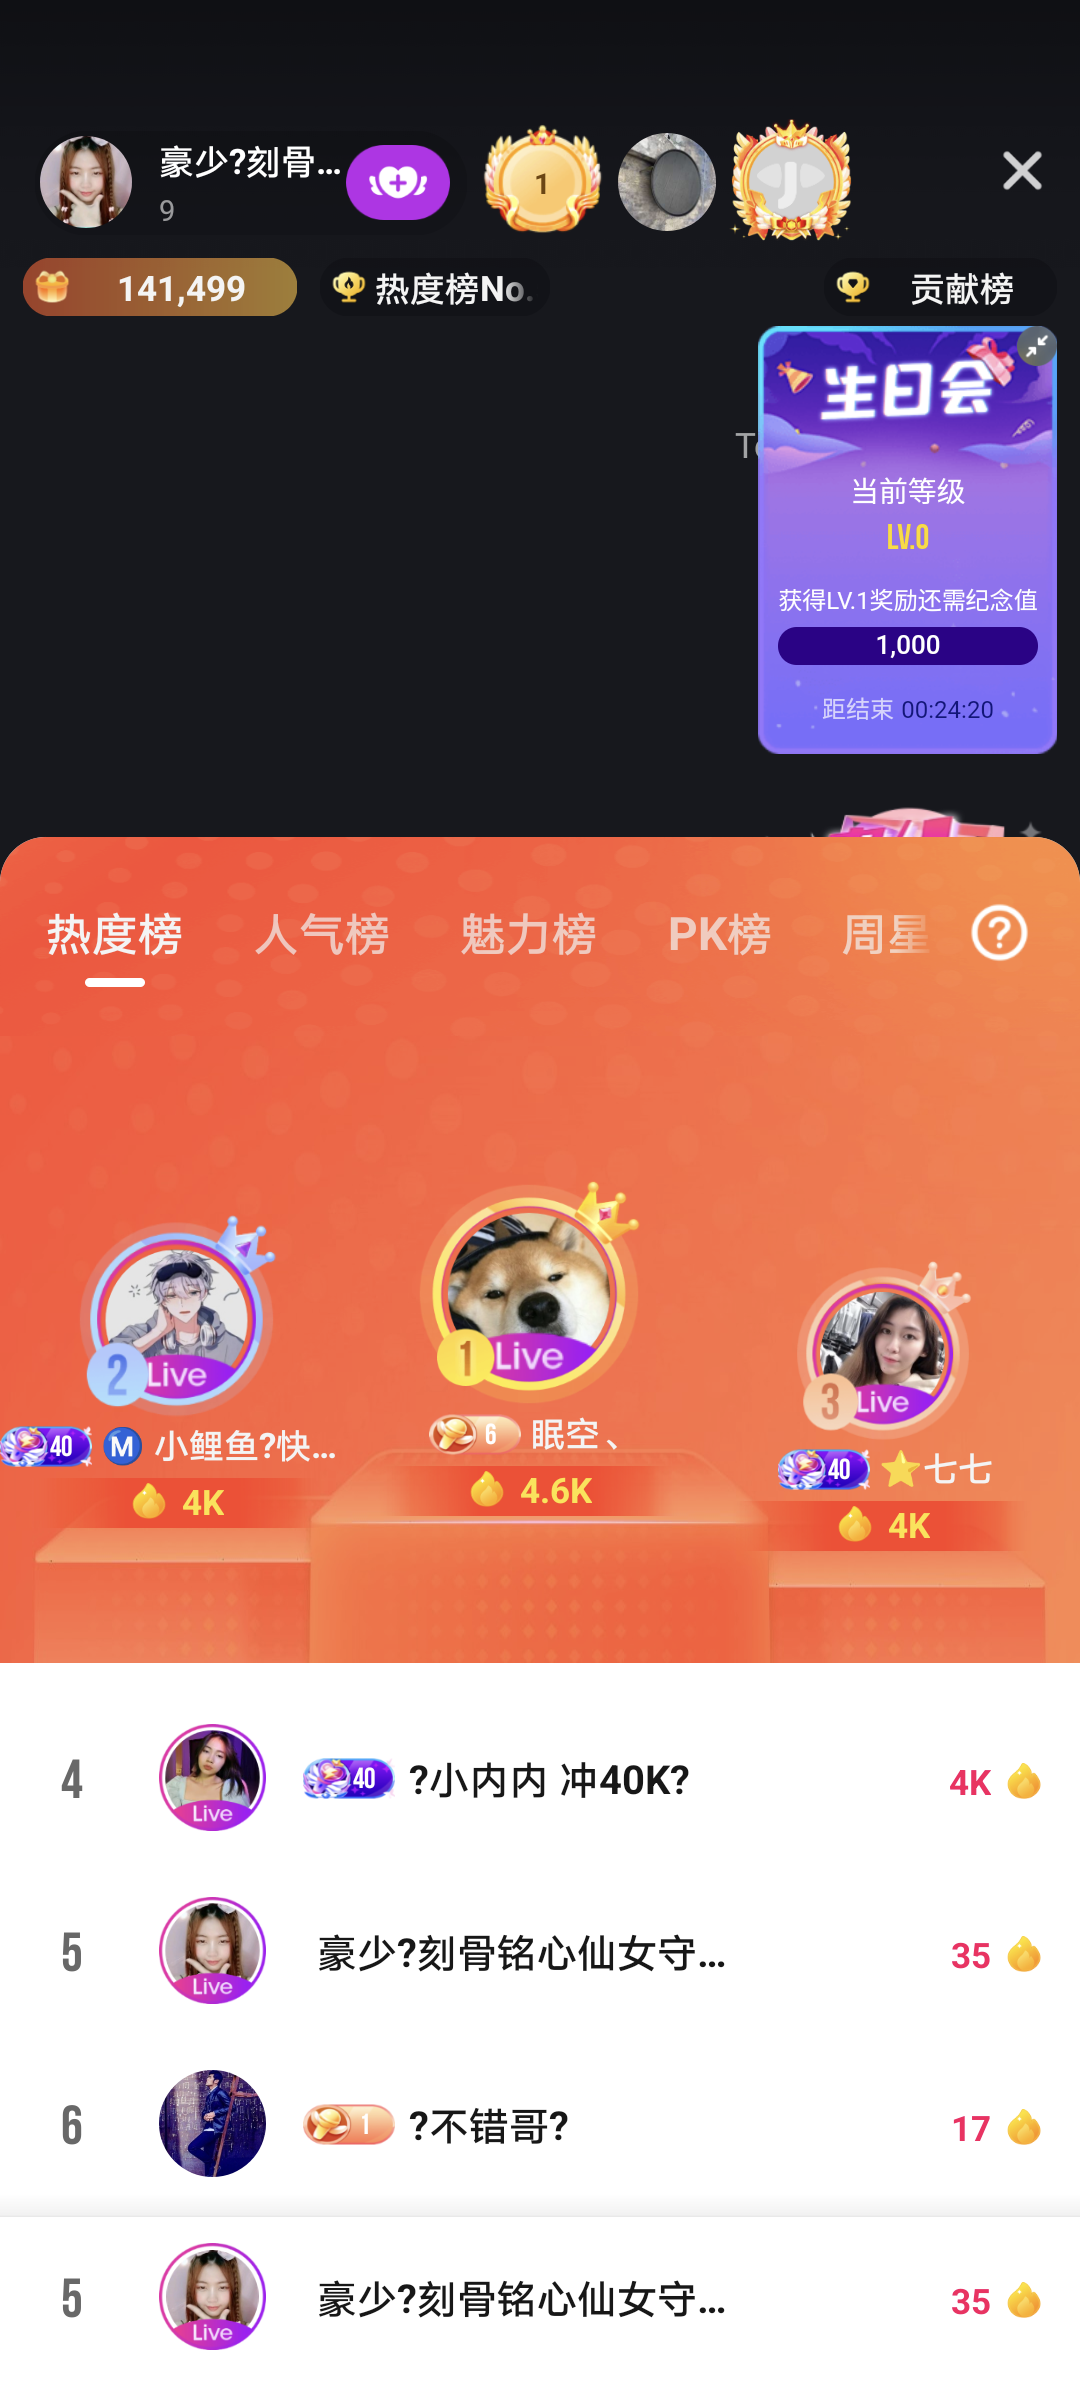 豪少?刻骨...
9
1
J
141,499
热度榜No.
贡献榜
生日会
当前等级
LV.0
获得LV.1奖励还需纪念值
1,000
距结束 00:24:20
热度榜
人气榜
魅力榜
PK榜
周星
?
2
Live
1
Live
3
Live
40 M 小鲤鱼?快...
6 眠空、
40 ⭐七七
4K
4.6K
4K
4
Live
40 ?小内内 冲40K?
4K
5
Live
豪少?刻骨铭心仙女守...
35
6
1 ?不错哥?
17
5
Live
豪少?刻骨铭心仙女守...
35